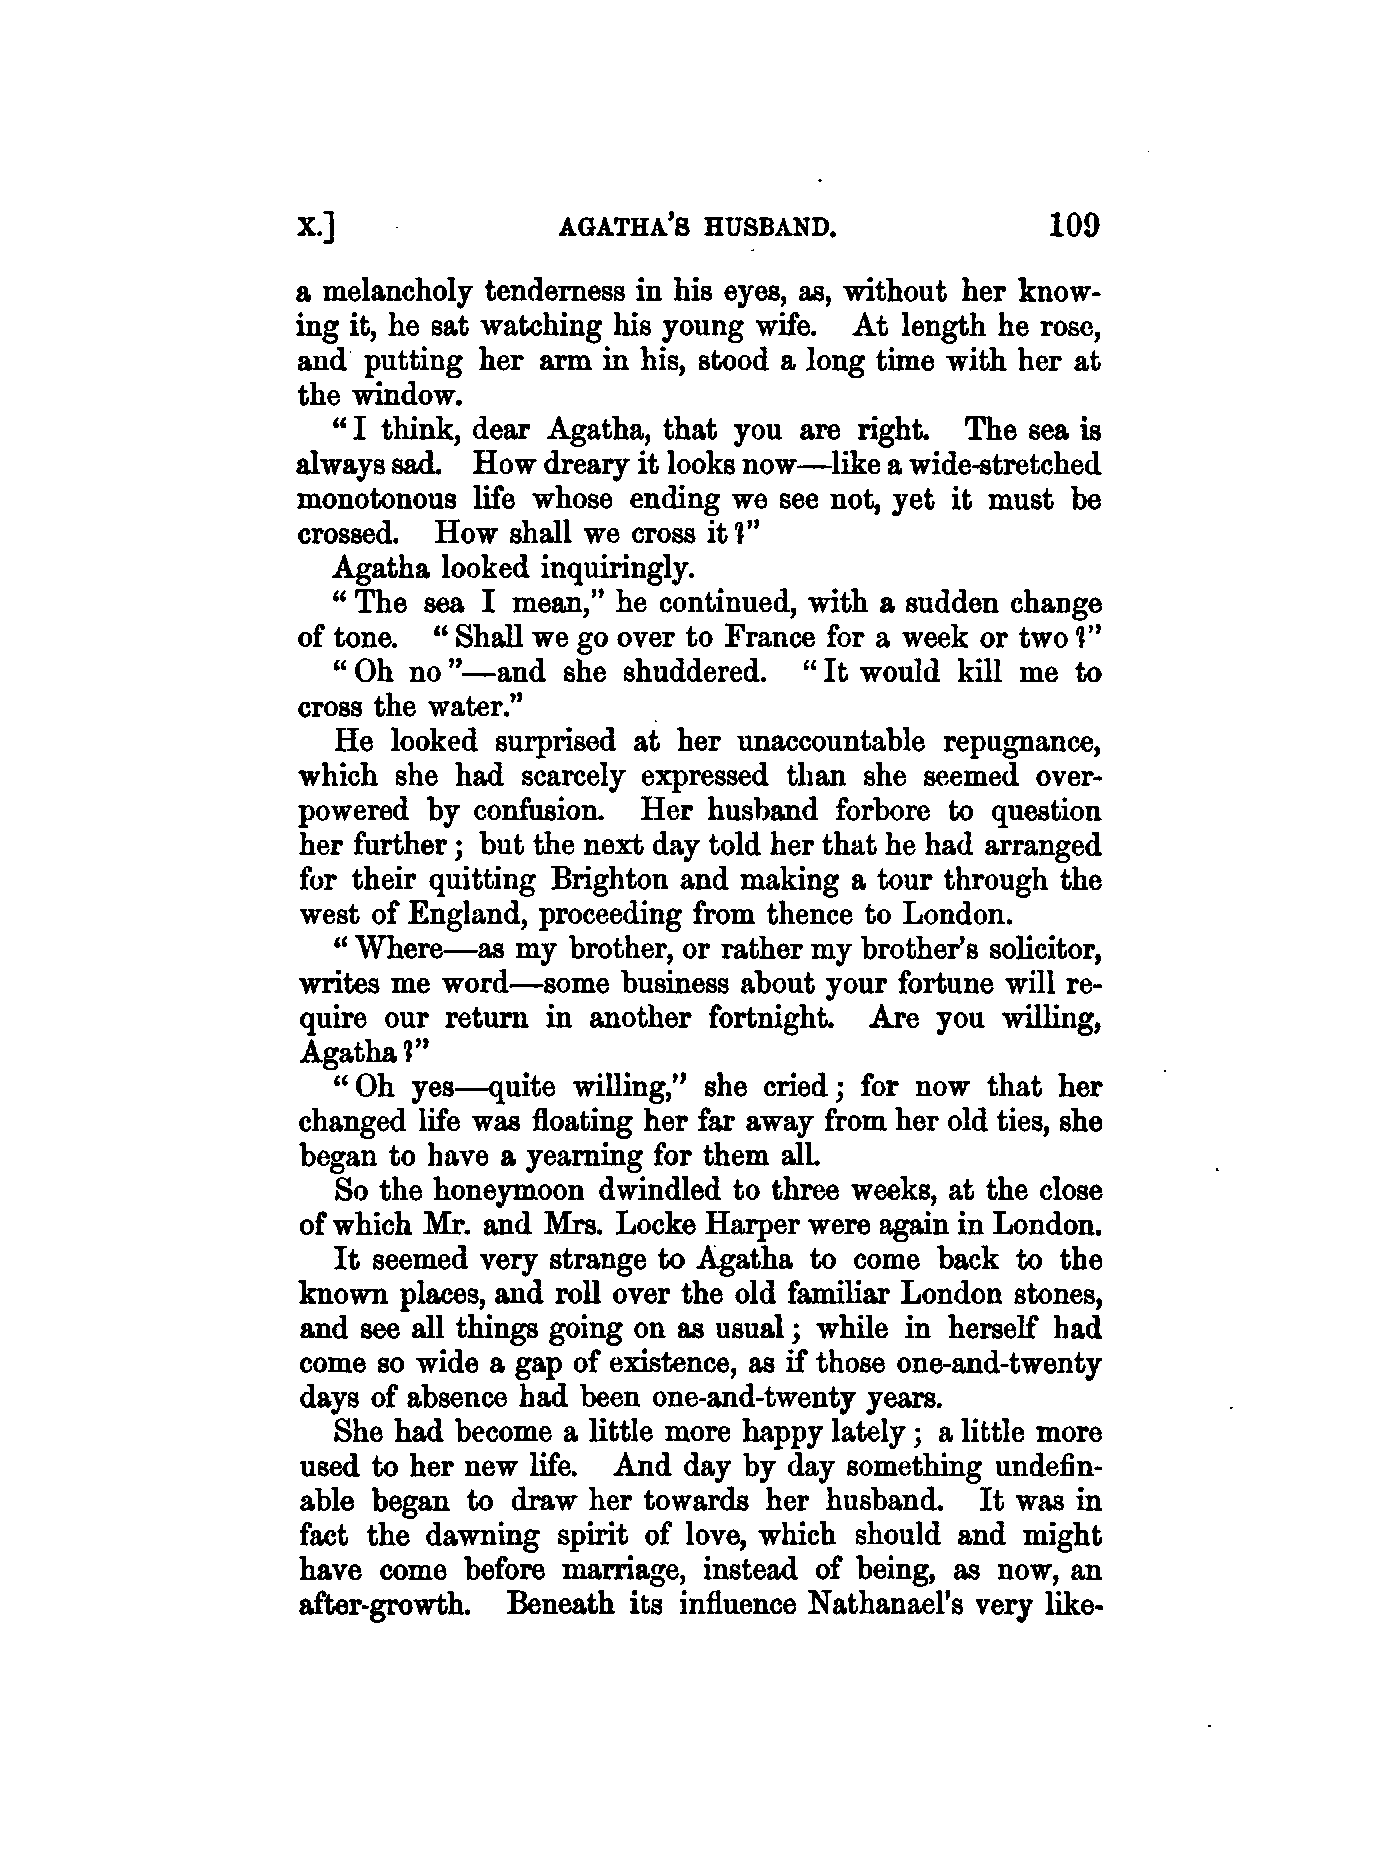 X.] AGATHA'S HUSBAND. 109
a melancholy tenderness in his eyes, as, without her know-
ing it, he sat watching his young wife. At length he rose,
and putting her arm in his, stood a long time with her at
the window.
"I think, dear Agatha, that you are right. The sea is
always sad. How dreary it looks now—like a wide-stretched
monotonous life whose ending we see not, yet it must be
crossed. How shall we cross it?"
Agatha looked inquiringly.
"The sea I mean," he continued, with a sudden change
of tone. "Shall we go over to France for a week or two?"
"Oh no"—and she shuddered. "It would kill me to
cross the water."
He looked surprised at her unaccountable repugnance,
which she had scarcely expressed than she seemed over-
powered by confusion. Her husband forbore to question
her further; but the next day told her that he had arranged
for their quitting Brighton and making a tour through the
west of England, proceeding from thence to London.
"Where—as my brother, or rather my brother's solicitor,
writes me word—some business about your fortune will re-
quire our return in another fortnight. Are you willing,
Agatha?"
"Oh yes—quite willing," she cried; for now that her
changed life was floating her far away from her old ties, she
began to have a yearning for them all.
So the honeymoon dwindled to three weeks, at the close
of which Mr. and Mrs. Locke Harper were again in London.
It seemed very strange to Agatha to come back to the
known places, and roll over the old familiar London stones,
and see all things going on as usual; while in herself had
come so wide a gap of existence, as if those one-and-twenty
days of absence had been one-and-twenty years.
She had become a little more happy lately; a little more
used to her new life. And day by day something undefin-
able began to draw her towards her husband. It was in
fact the dawning spirit of love, which should and might
have come before marriage, instead of being, as now, an
after-growth. Beneath its influence Nathanael's very like-